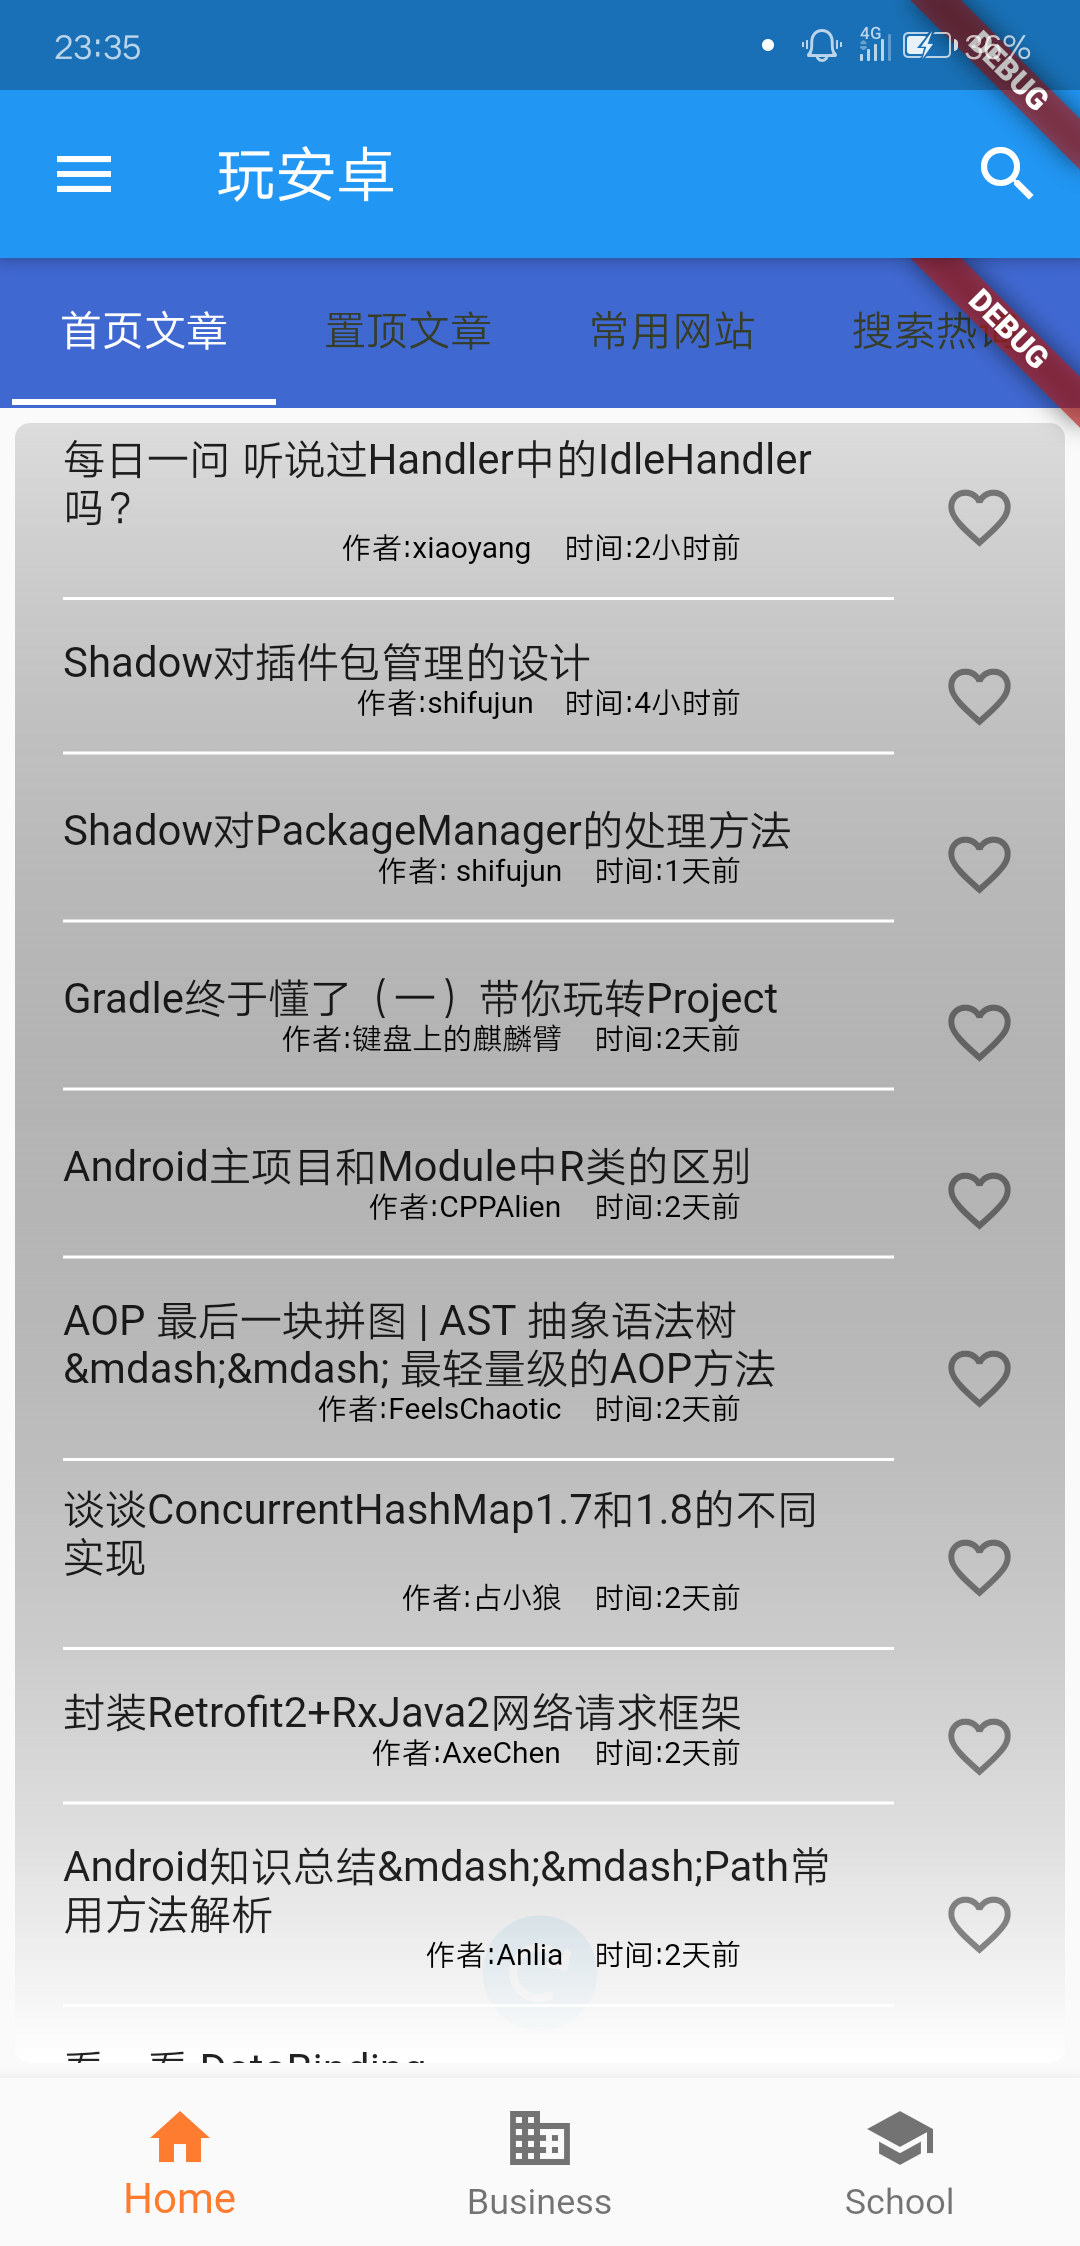 23:35
4G
36%
DEBUG
玩安卓
DEBUG
首页文章
置顶文章
常用网站
搜索热
每日一问 听说过Handler中的IdleHandler
吗?
作者:xiaoyang 时间:2小时前
Shadow对插件包管理的设计
作者:shifujun 时间:4小时前
Shadow对PackageManager的处理方法
作者: shifujun 时间:1天前
Gradle终于懂了（一）带你玩转Project
作者:键盘上的麒麟臂 时间:2天前
Android主项目和Module中R类的区别
作者:CPPAlien 时间:2天前
AOP 最后一块拼图 | AST 抽象语法树
&mdash;&mdash; 最轻量级的AOP方法
作者:FeelsChaotic 时间:2天前
谈谈ConcurrentHashMap1.7和1.8的不同
实现
作者:占小狼 时间:2天前
封装Retrofit2+RxJava2网络请求框架
作者:AxeChen 时间:2天前
Android知识总结&mdash;&mdash;Path常
用方法解析
作者:Anlia 时间:2天前
看一看 DataBinding
Home
Business
School